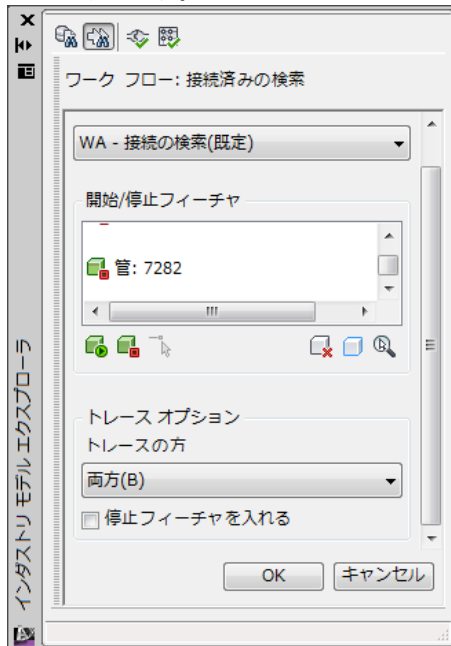 ワーク フロー: 接続済みの検索
WA - 接続の検索(既定)
開始/停止フィーチャ
管: 7282
トレース オプション
トレースの方
両方(B)
停止フィーチャを入れる
OK
キャンセル
インダストリ モデル エクスプローラ